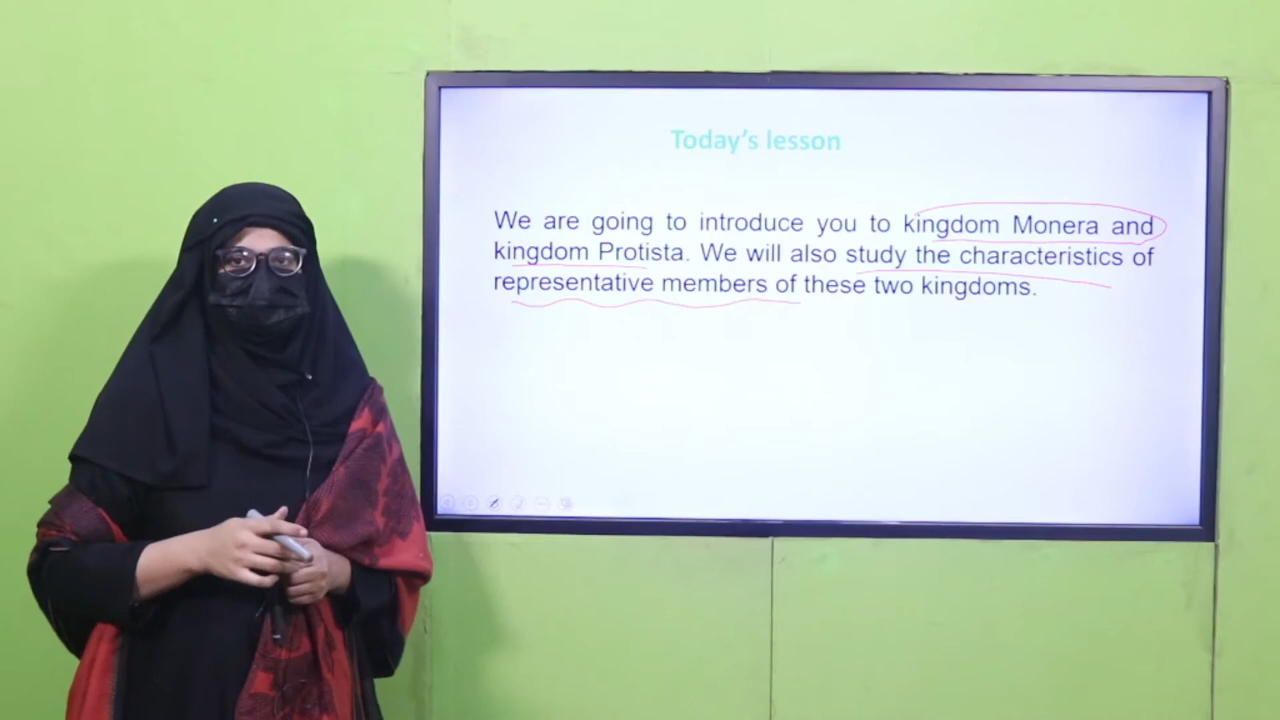 Today's lesson
We are going to introduce you to kingdom Monera and
kingdom Protista. We will also study the characteristics of
representative members of these two kingdoms.